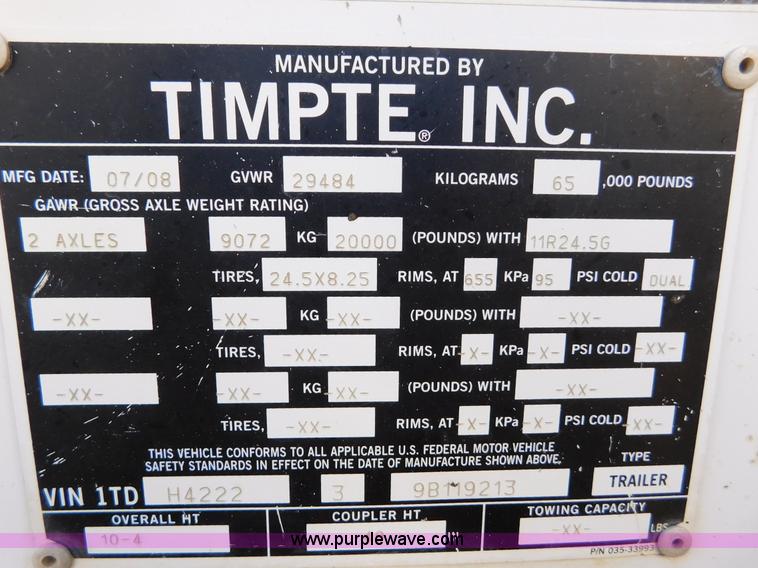 MANUFACTURED BY
TIMPTE® INC.
MFG DATE: 07/08 GVWR 29484 KILOGRAMS 65 ,000 POUNDS
GAWR (GROSS AXLE WEIGHT RATING)
2 AXLES 9072 KG 20000 (POUNDS) WITH 11R24.5G
TIRES, 24.5X8.25 RIMS, AT 655 KPa 95 PSI COLD DUAL
-XX- -XX- KG -XX- (POUNDS) WITH -XX-
TIRES, -XX- RIMS, AT -X- KPa -X- PSI COLD -XX-
-XX- -XX- KG -XX- (POUNDS) WITH -XX-
TIRES, -XX- RIMS, AT -X- KPa -X- PSI COLD -XX-
THIS VEHICLE CONFORMS TO ALL APPLICABLE U.S. FEDERAL MOTOR VEHICLE
SAFETY STANDARDS IN EFFECT ON THE DATE OF MANUFACTURE SHOWN ABOVE.
TYPE
VIN 1TD H4222 3 9B119213 TRAILER
OVERALL HT COUPLER HT TOWING CAPACITY
10-4 -XX- LBS
P/N
www.purplewave.com